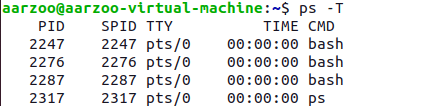 aarzoo@aarzoo-virtual-machine:~$ ps -T
    PID    SPID TTY          TIME CMD
   2247    2247 pts/0    00:00:00 bash
   2276    2276 pts/0    00:00:00 bash
   2287    2287 pts/0    00:00:00 bash
   2317    2317 pts/0    00:00:00 ps